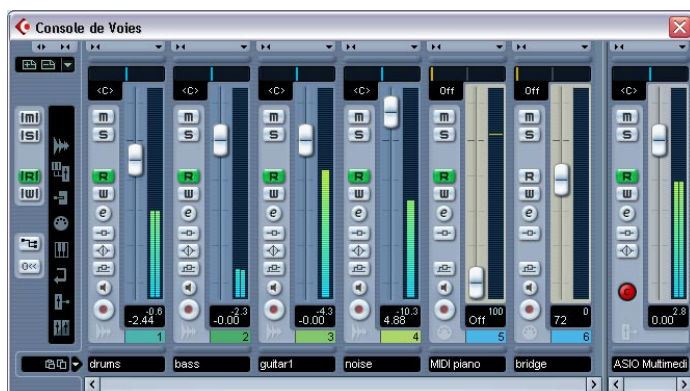 Console de Voies
<C> <C> <C> <C> Off Off <C>
m m m m m m m m
S S S S S S S S
R R R R R R R R
W W W W W W W W
e e e e e e e
0<<
-0.6 -2.3 -4.3 -10.3 100 0 2.8
-2.44 -0.00 -0.00 4.88 Off 72 0.00
1 2 3 4 5 6
drums bass guitar1 noise MIDI piano bridge ASIO Multimedi